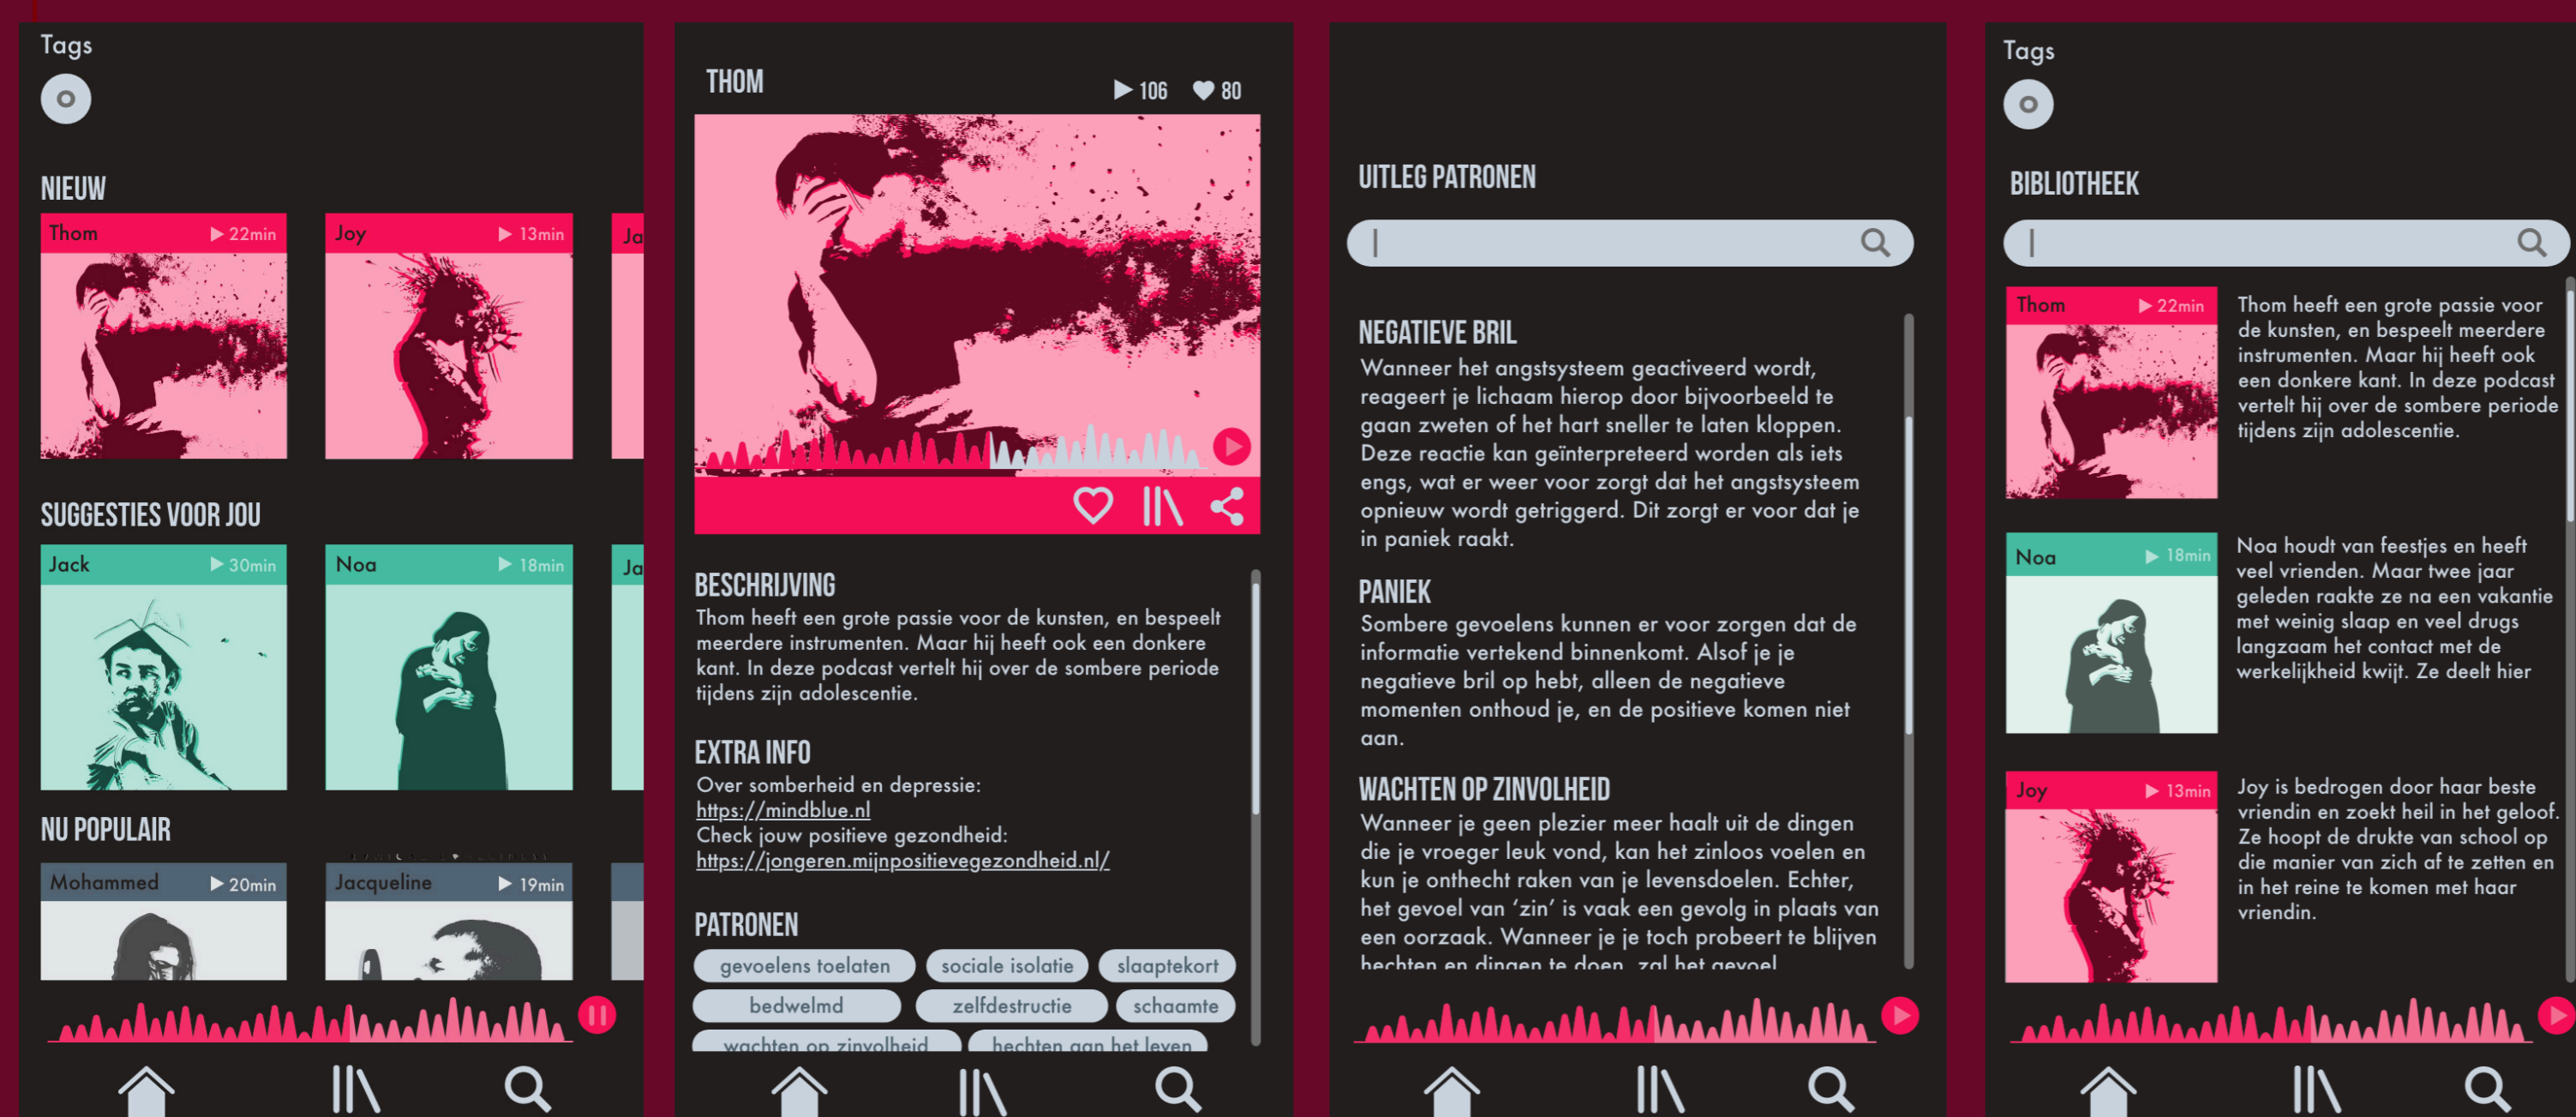 Tags
NIEUW
Thom 22min
Joy 13min
Ja
SUGGESTIES VOOR JOU
Jack 30min
Noa 18min
Ja
NU POPULAIR
Mohammed 20min
Jacqueline 19min
THOM
106 80
BESCHRIJVING
Thom heeft een grote passie voor de kunsten, en bespeelt
meerdere instrumenten. Maar hij heeft ook een donkere
kant. In deze podcast vertelt hij over de sombere periode
tijdens zijn adolescentie.
EXTRA INFO
Over somberheid en depressie:
https://mindblue.nl
Check jouw positieve gezondheid:
https://jongeren.mijnpositievegezondheid.nl/
PATRONEN
gevoelens toelaten sociale isolatie slaaptekort
bedwelmd zelfdestructie schaamte
wachten op zinvolheid hechten aan het leven
UITLEG PATRONEN
NEGATIEVE BRIL
Wanneer het angstsysteem geactiveerd wordt,
reageert je lichaam hierop door bijvoorbeeld te
gaan zweten of het hart sneller te laten kloppen.
Deze reactie kan geïnterpreteerd worden als iets
engs, wat er weer voor zorgt dat het angstsysteem
opnieuw wordt getriggerd. Dit zorgt er voor dat je
in paniek raakt.
PANIEK
Sombere gevoelens kunnen er voor zorgen dat de
informatie vertekend binnenkomt. Alsof je je
negatieve bril op hebt, alleen de negatieve
momenten onthoud je, en de positieve komen niet
aan.
WACHTEN OP ZINVOLHEID
Wanneer je geen plezier meer haalt uit de dingen
die je vroeger leuk vond, kan het zinloos voelen en
kun je onthecht raken van je levensdoelen. Echter,
het gevoel van ‘zin’ is vaak een gevolg in plaats van
een oorzaak. Wanneer je je toch probeert te blijven
hechten en dingen te doen, zal het gevoel
Tags
BIBLIOTHEEK
Thom 22min
Thom heeft een grote passie voor
de kunsten, en bespeelt meerdere
instrumenten. Maar hij heeft ook
een donkere kant. In deze podcast
vertelt hij over de sombere periode
tijdens zijn adolescentie.
Noa 18min
Noa houdt van feestjes en heeft
veel vrienden. Maar twee jaar
geleden raakte ze na een vakantie
met weinig slaap en veel drugs
langzaam het contact met de
werkelijkheid kwijt. Ze deelt hier
Joy 13min
Joy is bedrogen door haar beste
vriendin en zoekt heil in het geloof.
Ze hoopt de drukte van school op
die manier van zich af te zetten en
in het reine te komen met haar
vriendin.